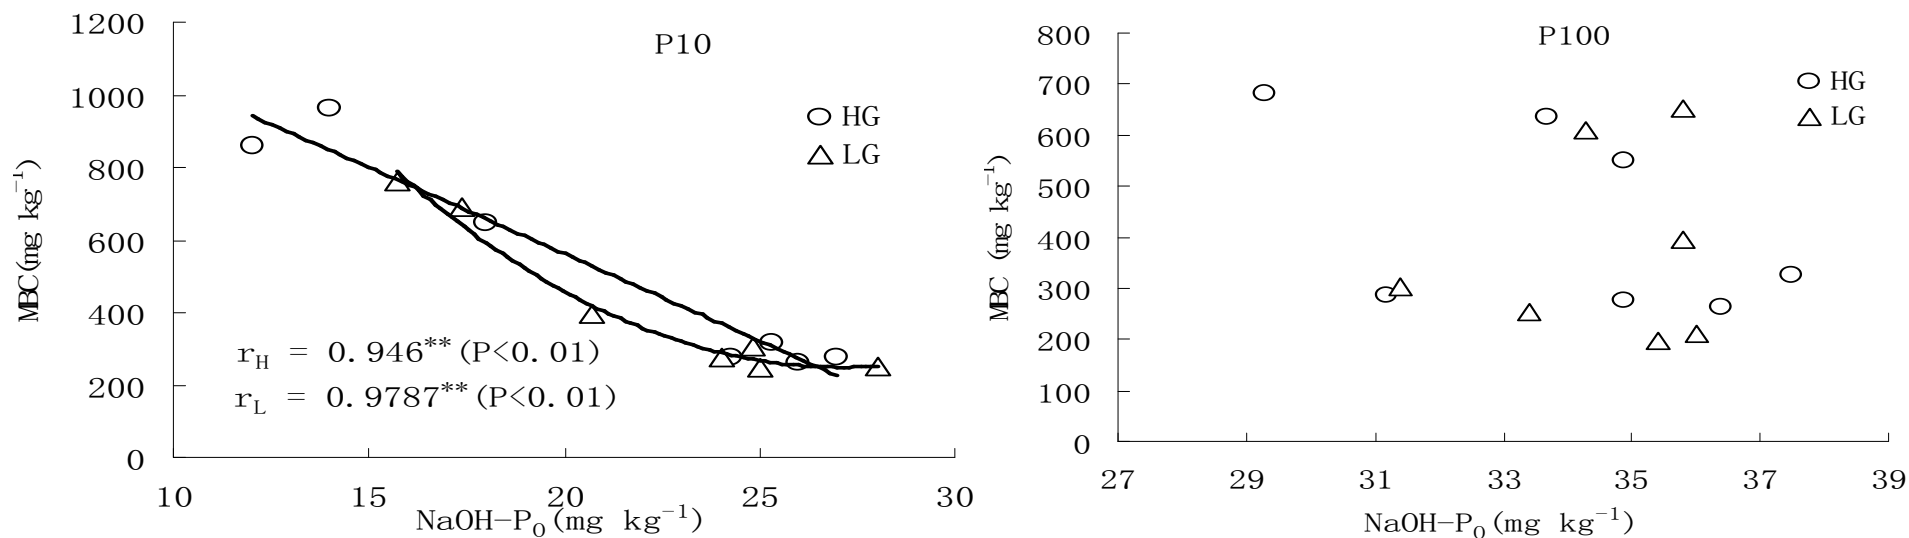 P10
1200
1000
800
600
400
200
0
MBC(mg kg⁻¹)
HG
LG
r_H = 0.946**(P<0.01)
r_L = 0.9787**(P<0.01)
10 15 20 25 30
NaOH-P₀(mg kg⁻¹)
P100
800
700
600
500
400
300
200
100
0
MBC (mg kg⁻¹)
HG
LG
27 29 31 33 35 37 39
NaOH-P₀(mg kg⁻¹)